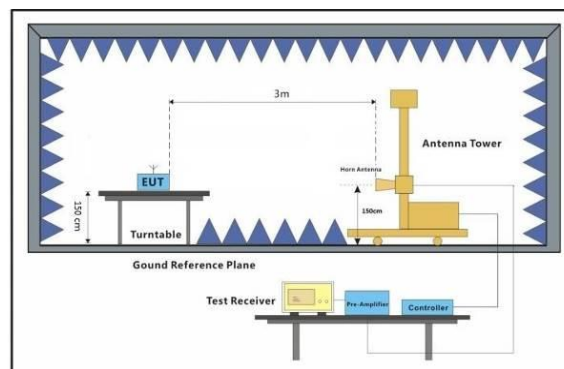 3m
Antenna Tower
Horn Antenna
EUT
150 cm
150cm
Turntable
Gound Reference Plane
Test Receiver
Pre-Amplifier
Controller